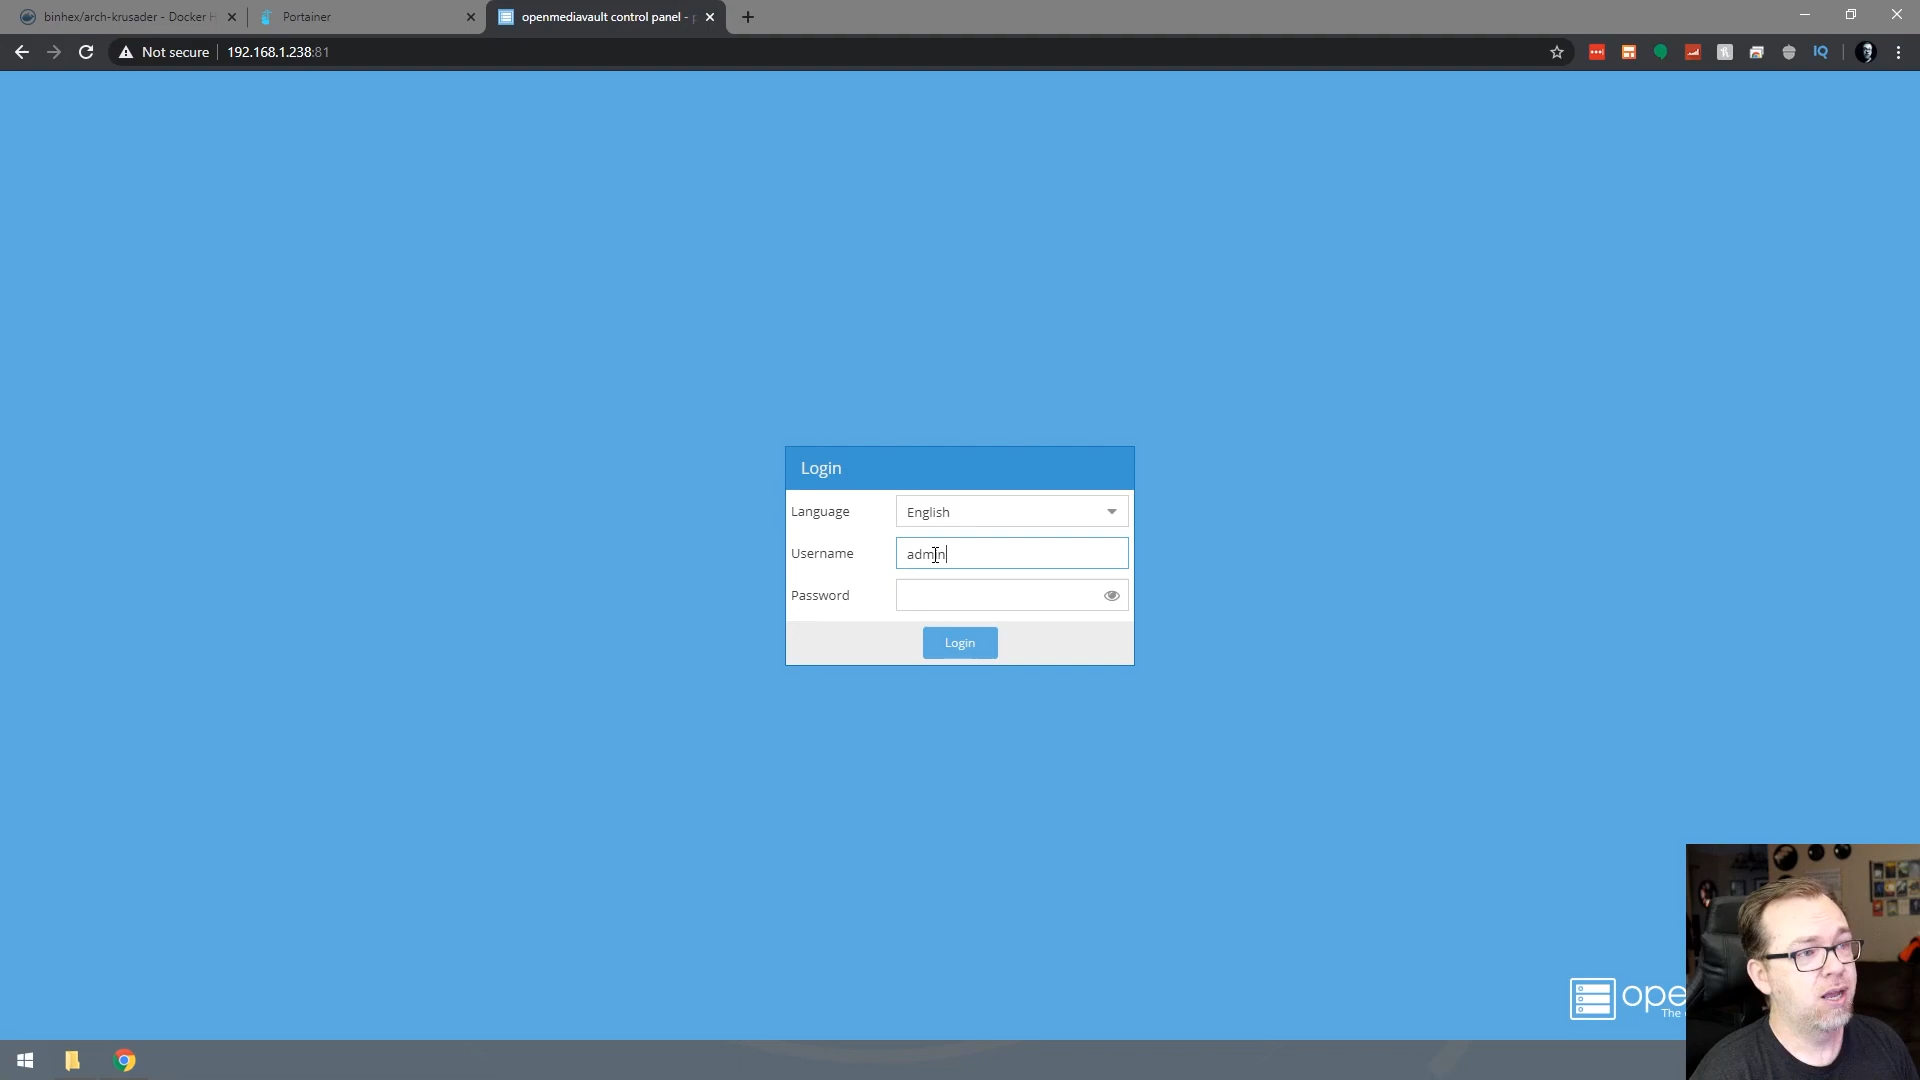 binhex/arch-krusader - Docker H
Portainer
openmediavault control panel - p
Not secure
192.168.1.238:81
IQ
Login
Language
English
Username
admin
Password
Login
ope
The